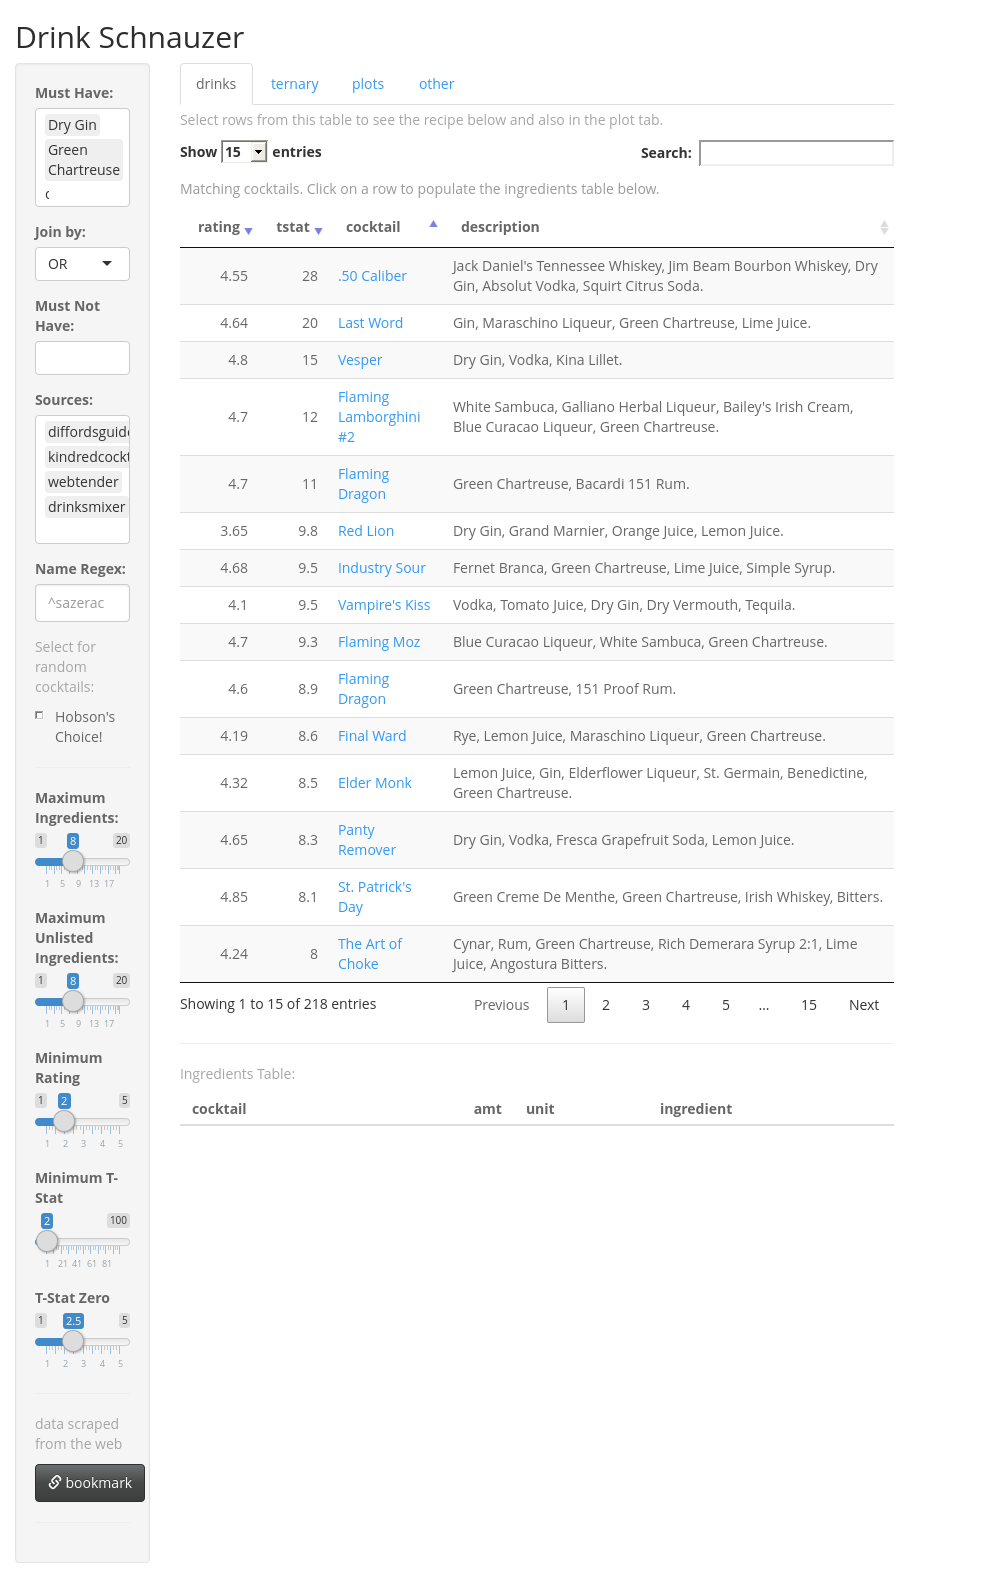 Drink Schnauzer
Must Have:
Dry Gin
Green
Chartreuse
c
Join by:
OR
Must Not
Have:
Sources:
diffordsguide
kindredcockt
webtender
drinksmixer
Name Regex:
^sazerac
Select for
random
cocktails:
Hobson's
Choice!
Maximum
Ingredients:
1 8 20
1 5 9 13 17
Maximum
Unlisted
Ingredients:
1 8 20
1 5 9 13 17
Minimum
Rating
1 2 5
1 2 3 4 5
Minimum T-
Stat
2 100
1 21 41 61 81
T-Stat Zero
1 2.5 5
1 2 3 4 5
data scraped
from the web
bookmark
drinks ternary plots other
Select rows from this table to see the recipe below and also in the plot tab.
Show 15 entries Search:
Matching cocktails. Click on a row to populate the ingredients table below.
rating tstat cocktail description
4.55 28 .50 Caliber Jack Daniel's Tennessee Whiskey, Jim Beam Bourbon Whiskey, Dry
Gin, Absolut Vodka, Squirt Citrus Soda.
4.64 20 Last Word Gin, Maraschino Liqueur, Green Chartreuse, Lime Juice.
4.8 15 Vesper Dry Gin, Vodka, Kina Lillet.
4.7 12 Flaming
Lamborghini
#2
White Sambuca, Galliano Herbal Liqueur, Bailey's Irish Cream,
Blue Curacao Liqueur, Green Chartreuse.
4.7 11 Flaming
Dragon
Green Chartreuse, Bacardi 151 Rum.
3.65 9.8 Red Lion Dry Gin, Grand Marnier, Orange Juice, Lemon Juice.
4.68 9.5 Industry Sour Fernet Branca, Green Chartreuse, Lime Juice, Simple Syrup.
4.1 9.5 Vampire's Kiss Vodka, Tomato Juice, Dry Gin, Dry Vermouth, Tequila.
4.7 9.3 Flaming Moz Blue Curacao Liqueur, White Sambuca, Green Chartreuse.
4.6 8.9 Flaming
Dragon
Green Chartreuse, 151 Proof Rum.
4.19 8.6 Final Ward Rye, Lemon Juice, Maraschino Liqueur, Green Chartreuse.
4.32 8.5 Elder Monk Lemon Juice, Gin, Elderflower Liqueur, St. Germain, Benedictine,
Green Chartreuse.
4.65 8.3 Panty
Remover
Dry Gin, Vodka, Fresca Grapefruit Soda, Lemon Juice.
4.85 8.1 St. Patrick's
Day
Green Creme De Menthe, Green Chartreuse, Irish Whiskey, Bitters.
4.24 8 The Art of
Choke
Cynar, Rum, Green Chartreuse, Rich Demerara Syrup 2:1, Lime
Juice, Angostura Bitters.
Showing 1 to 15 of 218 entries Previous 1 2 3 4 5 ... 15 Next
Ingredients Table:
cocktail amt unit ingredient